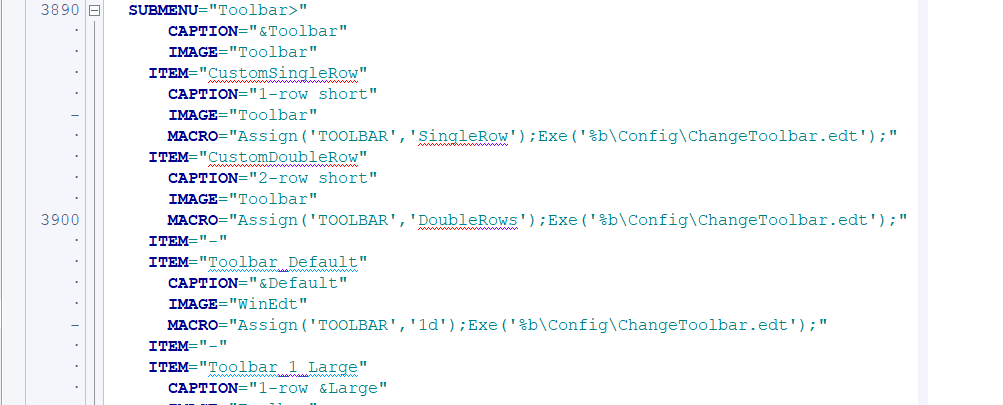 3890 SUBMENU="Toolbar>"
CAPTION="&Toolbar"
IMAGE="Toolbar"
ITEM="CustomSingleRow"
CAPTION="1-row short"
IMAGE="Toolbar"
MACRO="Assign('TOOLBAR','SingleRow');Exe('%b\Config\ChangeToolbar.edt');"
ITEM="CustomDoubleRow"
CAPTION="2-row short"
IMAGE="Toolbar"
3900 MACRO="Assign('TOOLBAR','DoubleRows');Exe('%b\Config\ChangeToolbar.edt');"
ITEM="-"
ITEM="Toolbar_Default"
CAPTION="&Default"
IMAGE="WinEdt"
MACRO="Assign('TOOLBAR','1d');Exe('%b\Config\ChangeToolbar.edt');"
ITEM="-"
ITEM="Toolbar_1_Large"
CAPTION="1-row &Large"